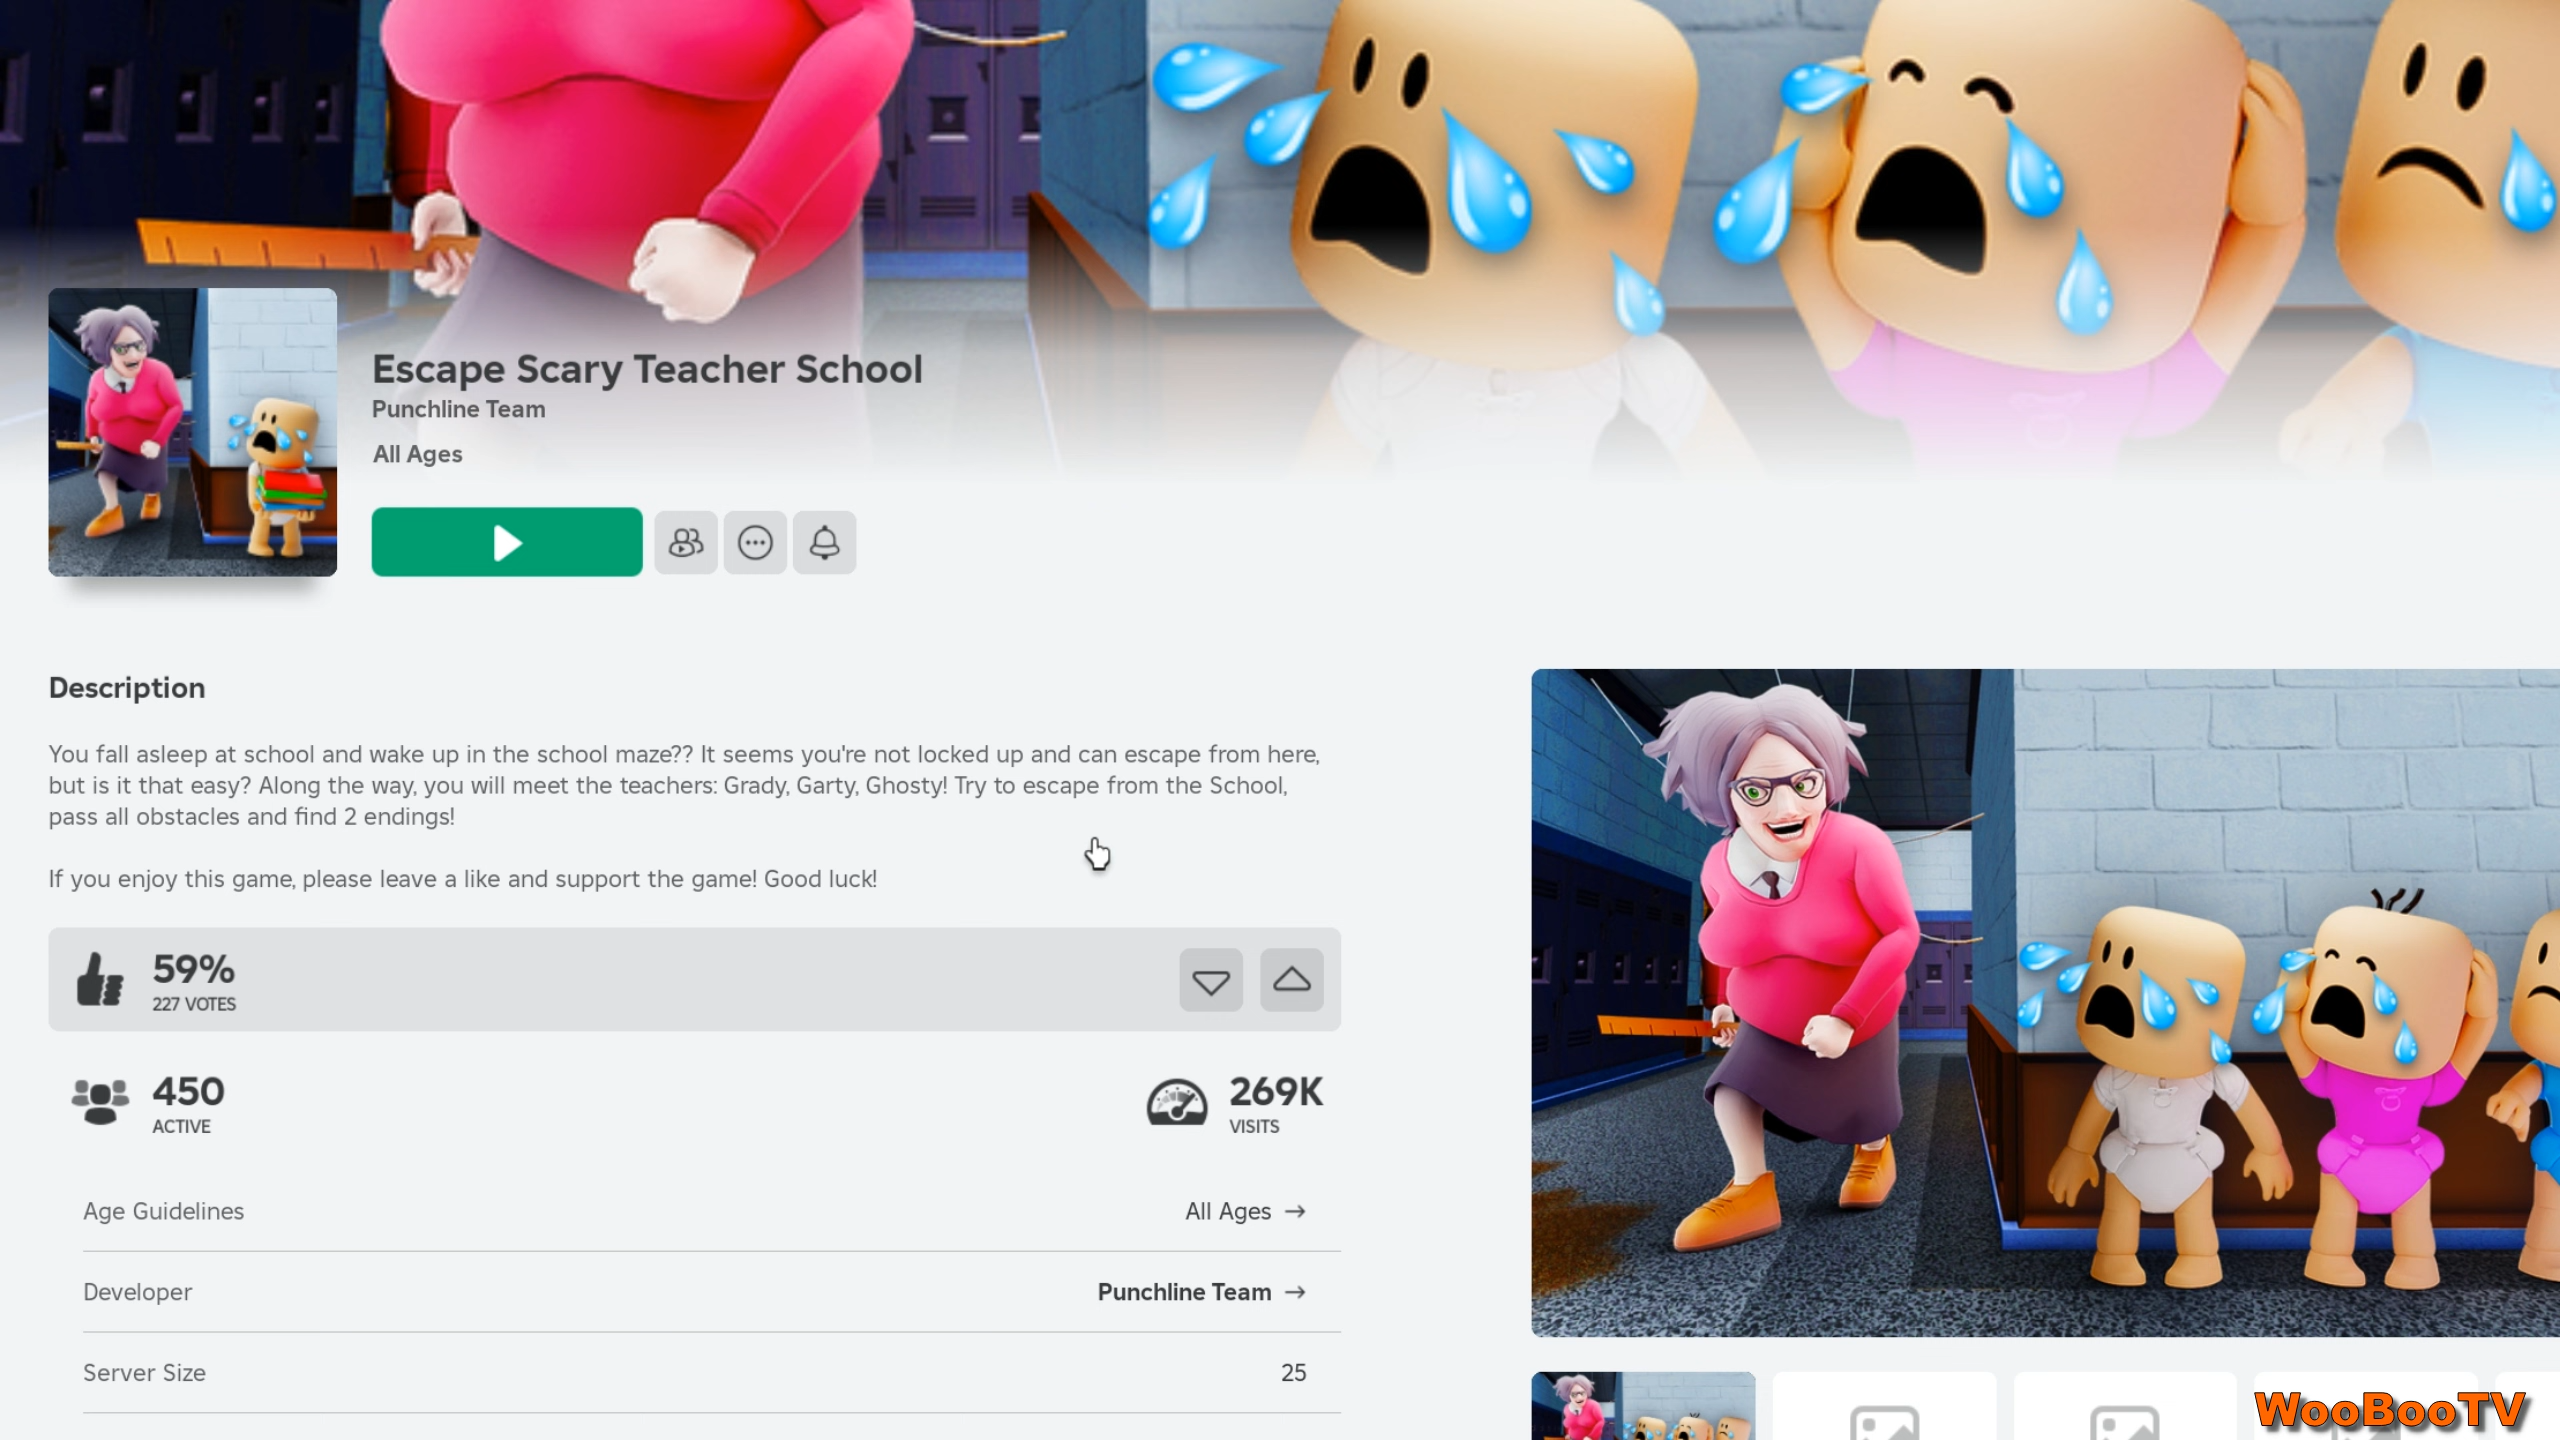 Escape Scary Teacher School
Punchline Team
All Ages
Description
You fall asleep at school and wake up in the school maze?? It seems you're not locked up and can escape from here,
but is it that easy? Along the way, you will meet the teachers: Grady, Garty, Ghosty! Try to escape from the School,
pass all obstacles and find 2 endings!
If you enjoy this game, please leave a like and support the game! Good luck!
59%
227 VOTES
450
ACTIVE
269K
VISITS
Age Guidelines
All Ages
Developer
Punchline Team
Server Size
25
WooBooTV